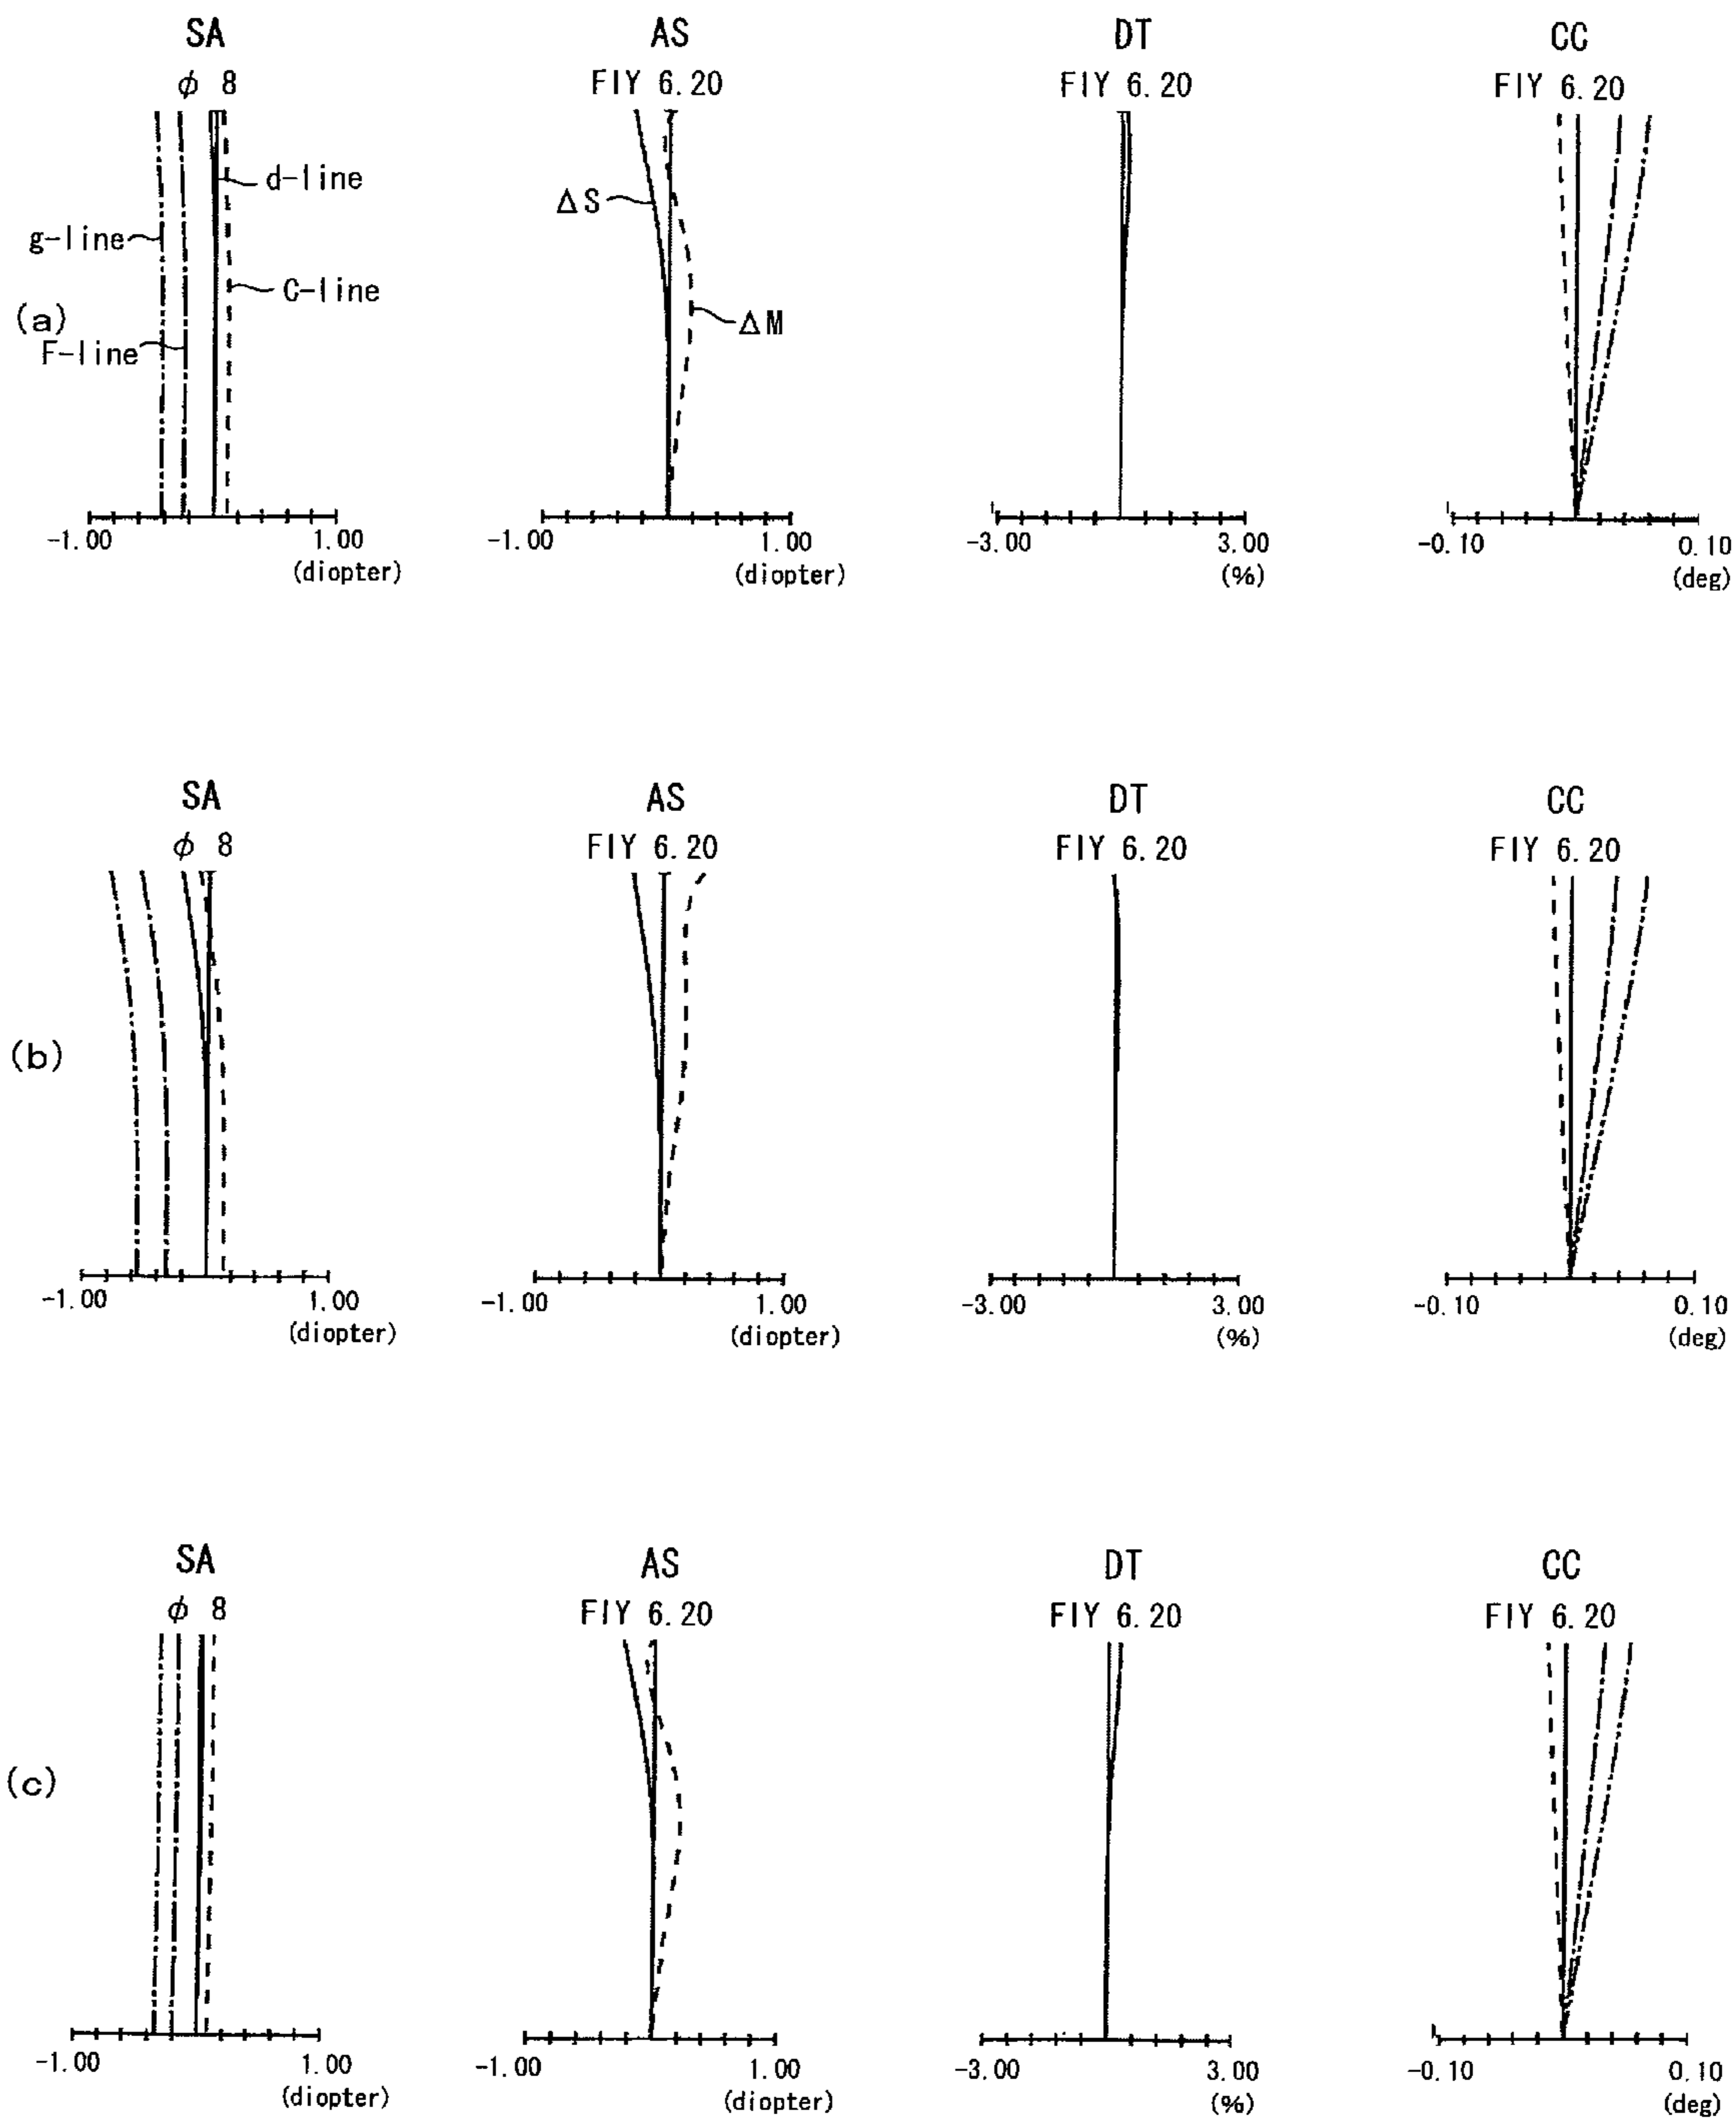 SA AS DT CC
φ 8 FIY 6.20 FIY 6.20 FIY 6.20
d-line
ΔS
g-line
C-line
(a)
ΔM
F-line
-1.00 1.00 -1.00 1.00 -3.00 3.00 -0.10 0.10
(diopter) (diopter) (%) (deg)
SA AS DT CC
φ 8 FIY 6.20 FIY 6.20 FIY 6.20
(b)
-1.00 1.00 -1.00 1.00 -3.00 3.00 -0.10 0.10
(diopter) (diopter) (%) (deg)
SA AS DT CC
φ 8 FIY 6.20 FIY 6.20 FIY 6.20
(c)
-1.00 1.00 -1.00 1.00 -3.00 3.00 -0.10 0.10
(diopter) (diopter) (%) (deg)